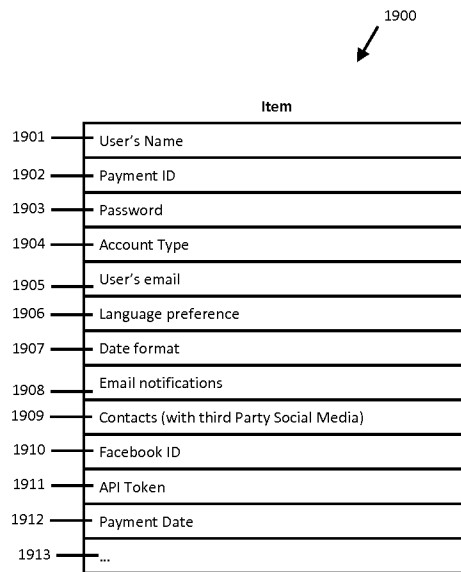 1900
Item
1901 User's Name
1902 Payment ID
1903 Password
1904 Account Type
1905 User's email
1906 Language preference
1907 Date format
1908 Email notifications
1909 Contacts (with third Party Social Media)
1910 Facebook ID
1911 API Token
1912 Payment Date
1913 ...